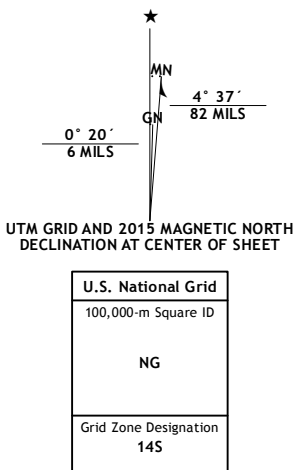 ★
MN
GN
4° 37´
82 MILS
0° 20´
6 MILS
UTM GRID AND 2015 MAGNETIC NORTH
DECLINATION AT CENTER OF SHEET
U.S. National Grid
100,000-m Square ID
NG
Grid Zone Designation
14S